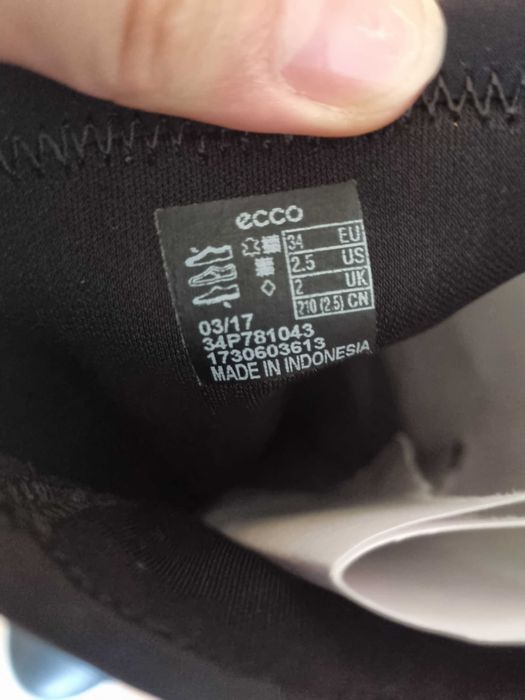 ecco
34 EU
2.5 US
2 UK
210 (2.5) CN
03/17
34P781043
1730603613
MADE IN INDONESIA